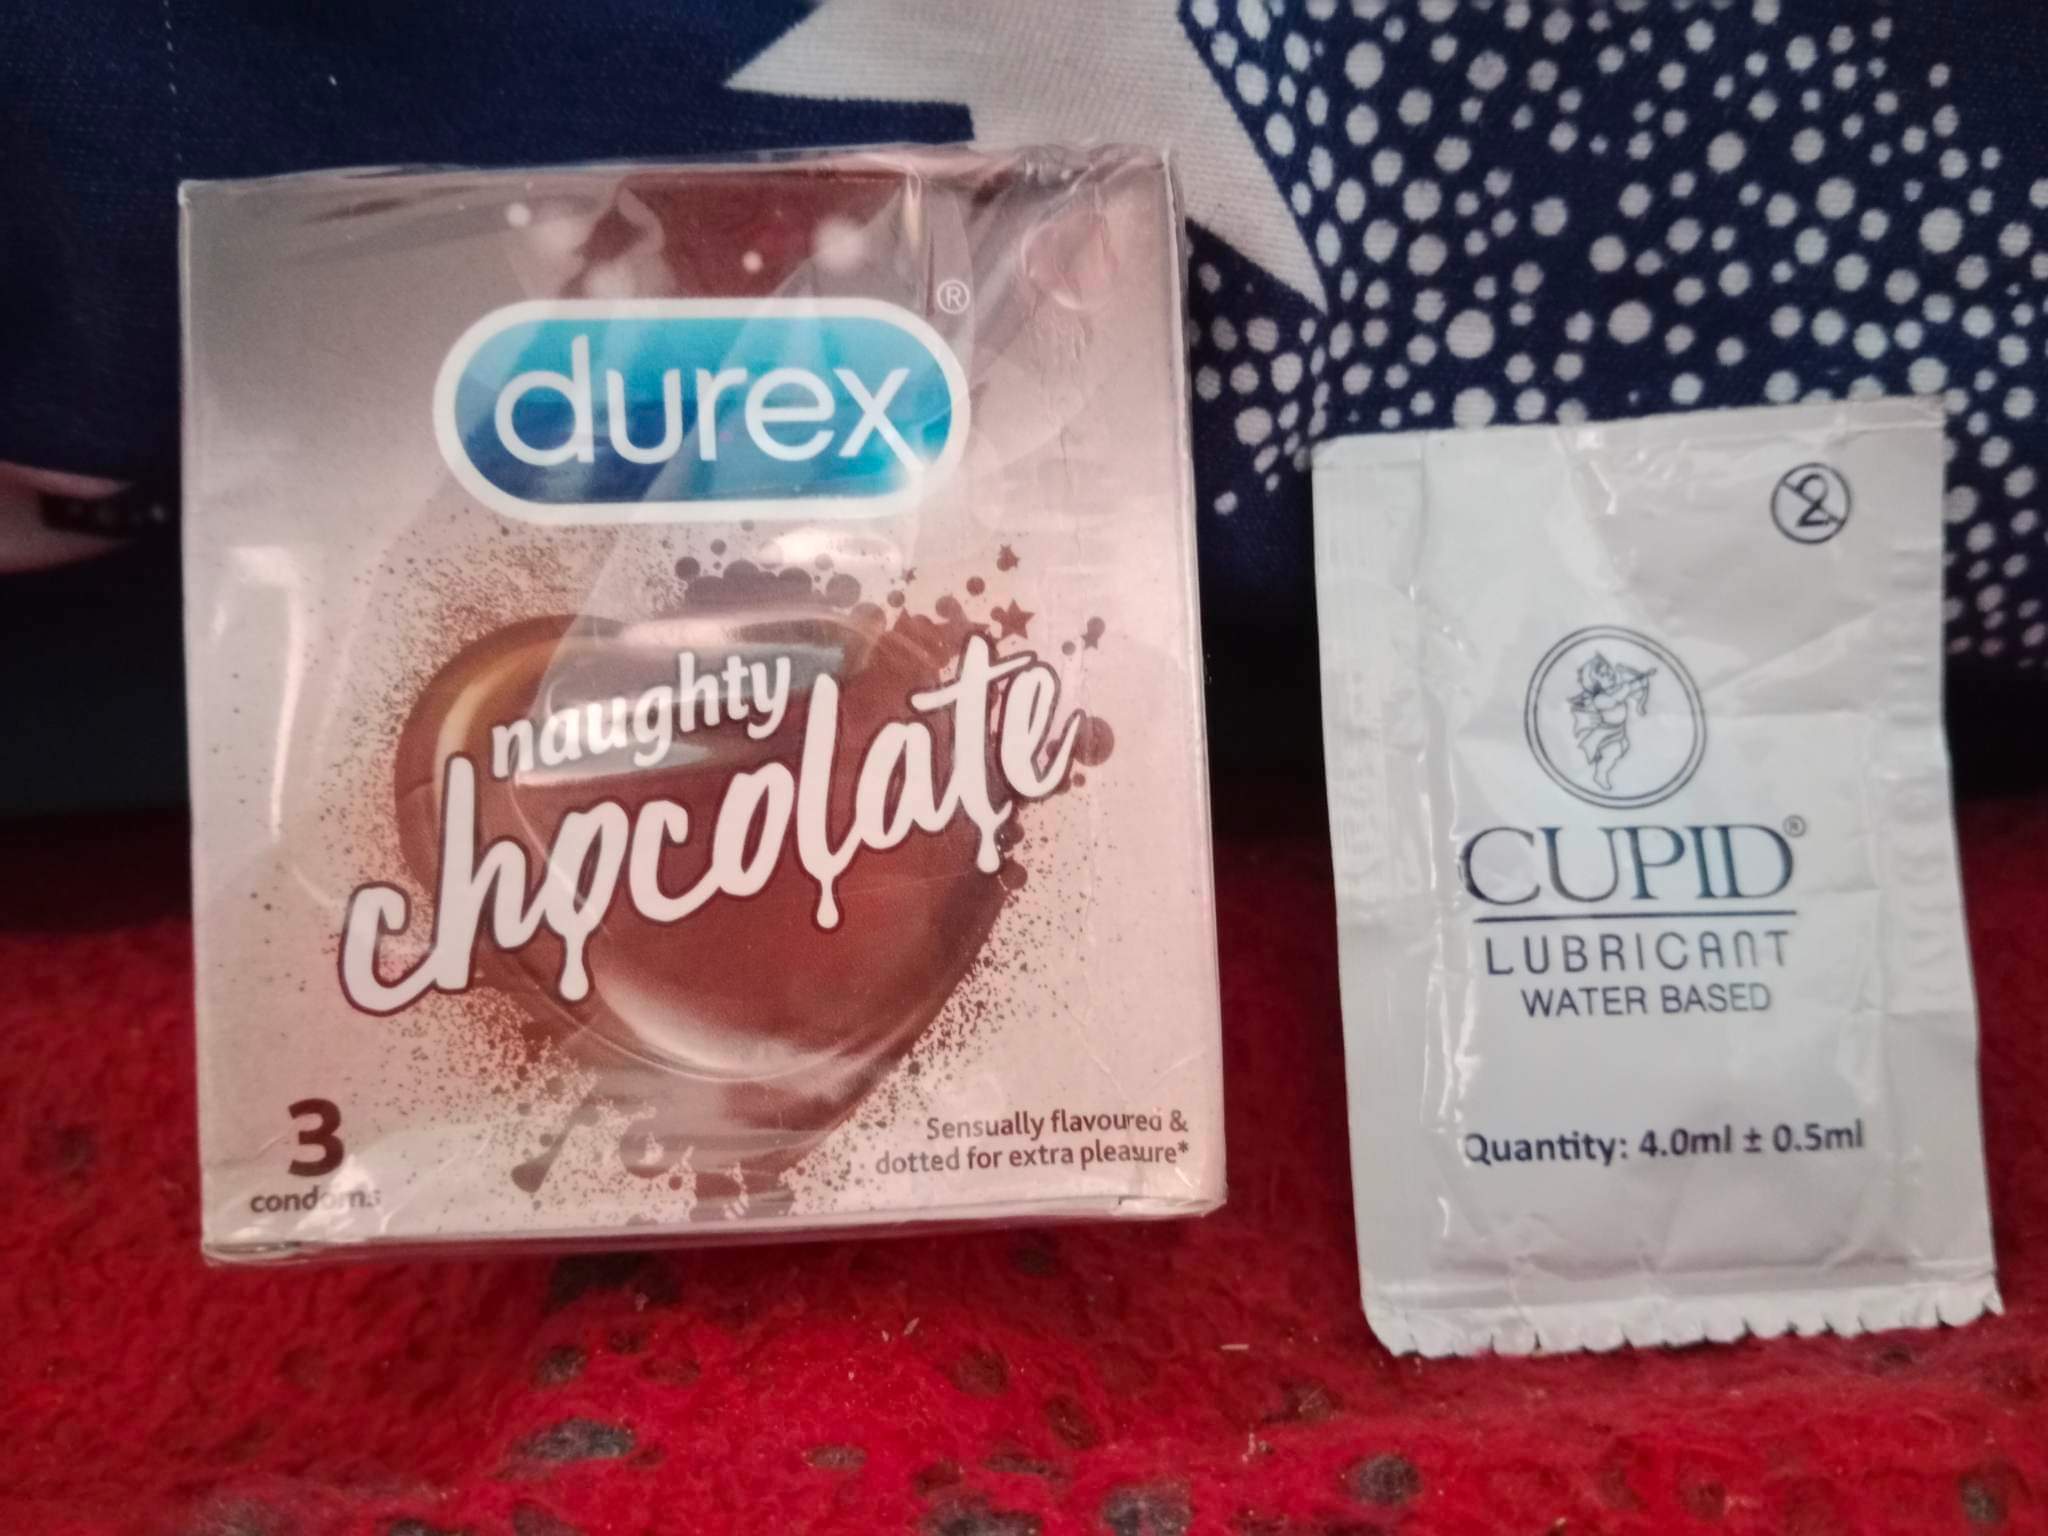 durex®
naughty
chocolate
3
condoms
Sensually flavoured &
dotted for extra pleasure*
2
CUPID®
LUBRICANT
WATER BASED
Quantity: 4.0ml ± 0.5ml